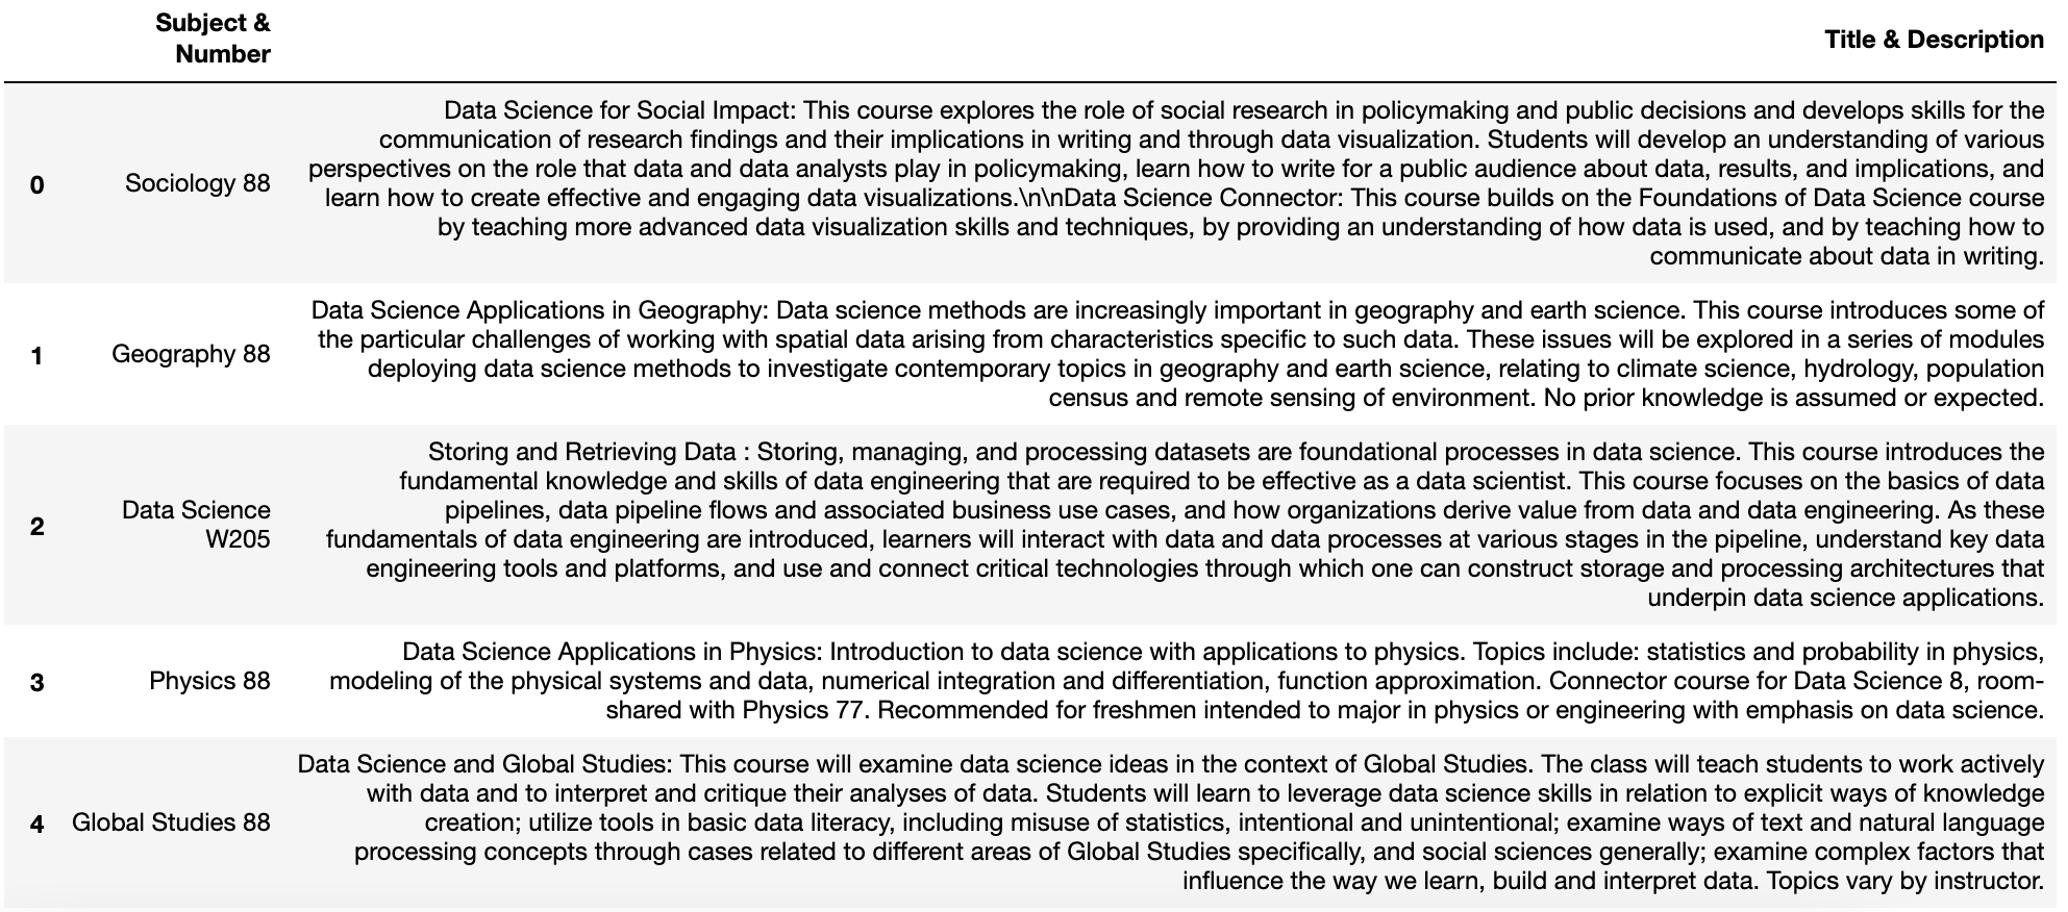 Subject &
Number
Title & Description
0
Sociology 88
Data Science for Social Impact: This course explores the role of social research in policymaking and public decisions and develops skills for the
communication of research findings and their implications in writing and through data visualization. Students will develop an understanding of various
perspectives on the role that data and data analysts play in policymaking, learn how to write for a public audience about data, results, and implications, and
learn how to create effective and engaging data visualizations.\n\nData Science Connector: This course builds on the Foundations of Data Science course
by teaching more advanced data visualization skills and techniques, by providing an understanding of how data is used, and by teaching how to
communicate about data in writing.
1
Geography 88
Data Science Applications in Geography: Data science methods are increasingly important in geography and earth science. This course introduces some of
the particular challenges of working with spatial data arising from characteristics specific to such data. These issues will be explored in a series of modules
deploying data science methods to investigate contemporary topics in geography and earth science, relating to climate science, hydrology, population
census and remote sensing of environment. No prior knowledge is assumed or expected.
2
Data Science
W205
Storing and Retrieving Data : Storing, managing, and processing datasets are foundational processes in data science. This course introduces the
fundamental knowledge and skills of data engineering that are required to be effective as a data scientist. This course focuses on the basics of data
pipelines, data pipeline flows and associated business use cases, and how organizations derive value from data and data engineering. As these
fundamentals of data engineering are introduced, learners will interact with data and data processes at various stages in the pipeline, understand key data
engineering tools and platforms, and use and connect critical technologies through which one can construct storage and processing architectures that
underpin data science applications.
3
Physics 88
Data Science Applications in Physics: Introduction to data science with applications to physics. Topics include: statistics and probability in physics,
modeling of the physical systems and data, numerical integration and differentiation, function approximation. Connector course for Data Science 8, room-
shared with Physics 77. Recommended for freshmen intended to major in physics or engineering with emphasis on data science.
4
Global Studies 88
Data Science and Global Studies: This course will examine data science ideas in the context of Global Studies. The class will teach students to work actively
with data and to interpret and critique their analyses of data. Students will learn to leverage data science skills in relation to explicit ways of knowledge
creation; utilize tools in basic data literacy, including misuse of statistics, intentional and unintentional; examine ways of text and natural language
processing concepts through cases related to different areas of Global Studies specifically, and social sciences generally; examine complex factors that
influence the way we learn, build and interpret data. Topics vary by instructor.